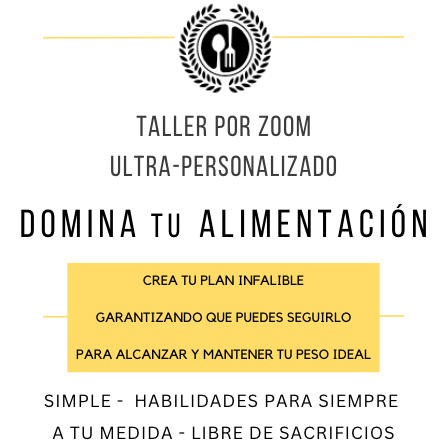 TALLER POR ZOOM
ULTRA-PERSONALIZADO
DOMINA TU ALIMENTACIÓN
CREA TU PLAN INFALIBLE
GARANTIZANDO QUE PUEDES SEGUIRLO
PARA ALCANZAR Y MANTENER TU PESO IDEAL
SIMPLE - HABILIDADES PARA SIEMPRE
A TU MEDIDA - LIBRE DE SACRIFICIOS